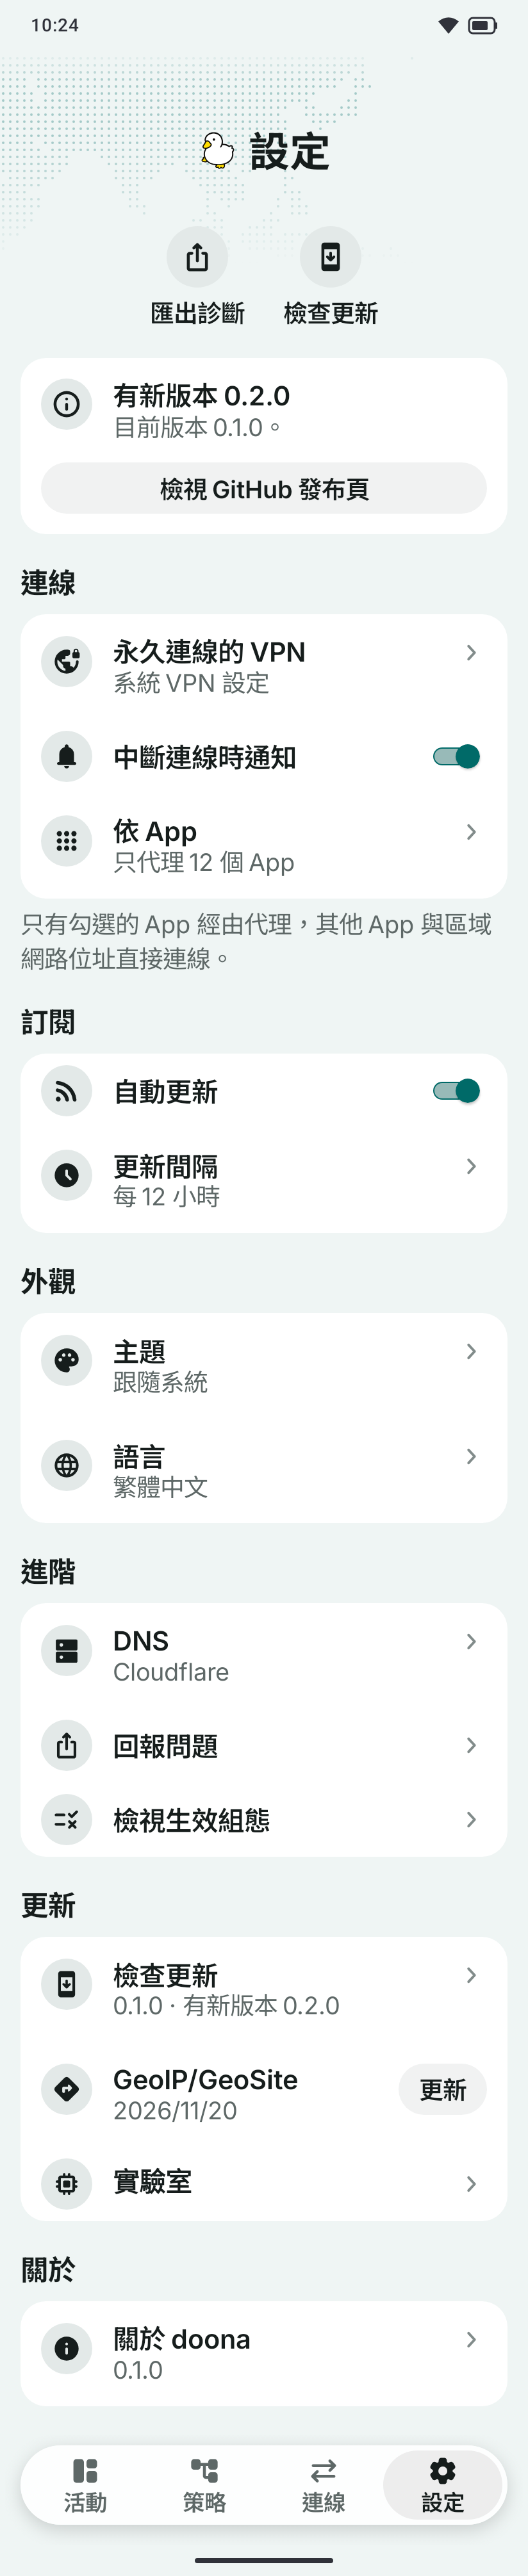 10:24
設定
匯出診斷
檢查更新
有新版本 0.2.0
目前版本 0.1.0。
檢視 GitHub 發布頁
連線
永久連線的 VPN
系統 VPN 設定
中斷連線時通知
依 App
只代理 12 個 App
只有勾選的 App 經由代理，其他 App 與區域
網路位址直接連線。
訂閱
自動更新
更新間隔
每 12 小時
外觀
主題
跟隨系統
語言
繁體中文
進階
DNS
Cloudflare
回報問題
檢視生效組態
更新
檢查更新
0.1.0 · 有新版本 0.2.0
GeoIP/GeoSite
2026/11/20
更新
實驗室
關於
關於 doona
0.1.0
活動
策略
連線
設定